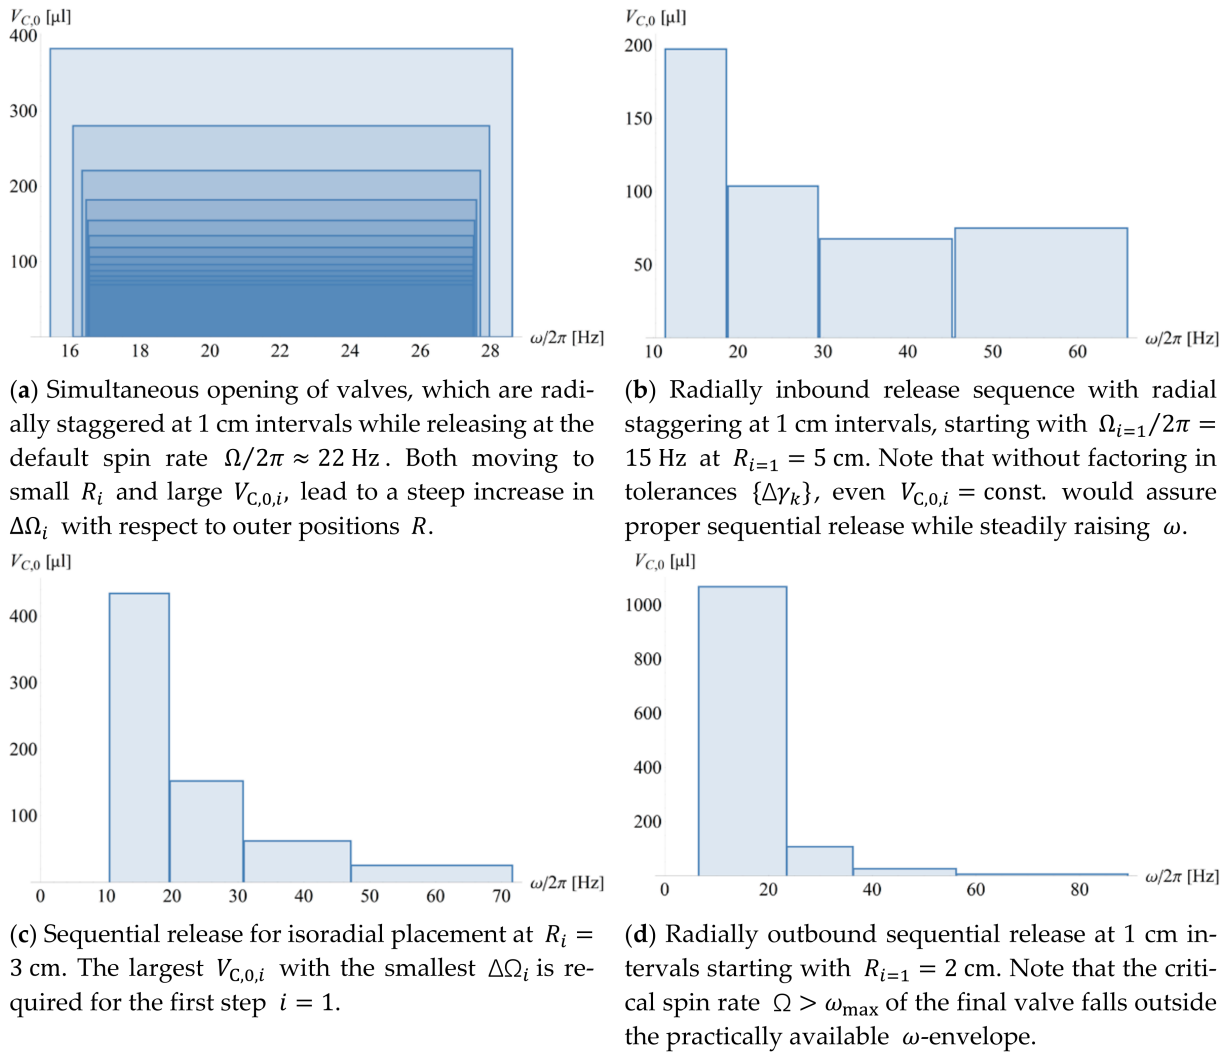 V_{C,0} [µl]
400
300
200
100
16 18 20 22 24 26 28
ω/2π [Hz]
(a) Simultaneous opening of valves, which are radi-
ally staggered at 1 cm intervals while releasing at the
default spin rate Ω/2π ≈ 22 Hz. Both moving to
small R_i and large V_{C,0,i}, lead to a steep increase in
ΔΩ_i with respect to outer positions R.
V_{C,0} [µl]
200
150
100
50
10 20 30 40 50 60
ω/2π [Hz]
(b) Radially inbound release sequence with radial
staggering at 1 cm intervals, starting with Ω_{i=1}/2π =
15 Hz at R_{i=1} = 5 cm. Note that without factoring in
tolerances {Δγ_k}, even V_{C,0,i} = const. would assure
proper sequential release while steadily raising ω.
V_{C,0} [µl]
400
300
200
100
0 10 20 30 40 50 60 70
ω/2π [Hz]
(c) Sequential release for isoradial placement at R_i =
3 cm. The largest V_{C,0,i} with the smallest ΔΩ_i is re-
quired for the first step i = 1.
V_{C,0} [µl]
1000
800
600
400
200
0 20 40 60 80
ω/2π [Hz]
(d) Radially outbound sequential release at 1 cm in-
tervals starting with R_{i=1} = 2 cm. Note that the criti-
cal spin rate Ω > ω_max of the final valve falls outside
the practically available ω-envelope.